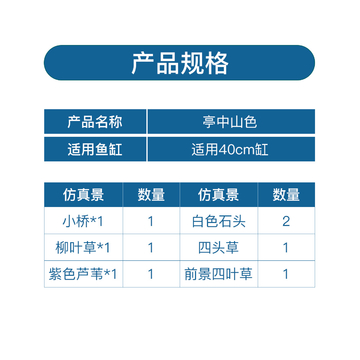 产品规格
产品名称 亭中山色
适用鱼缸 适用40cm缸
仿真景 数量 仿真景 数量
小桥*1 1 白色石头 2
柳叶草*1 1 四头草 1
紫色芦苇*1 1 前景四叶草 1